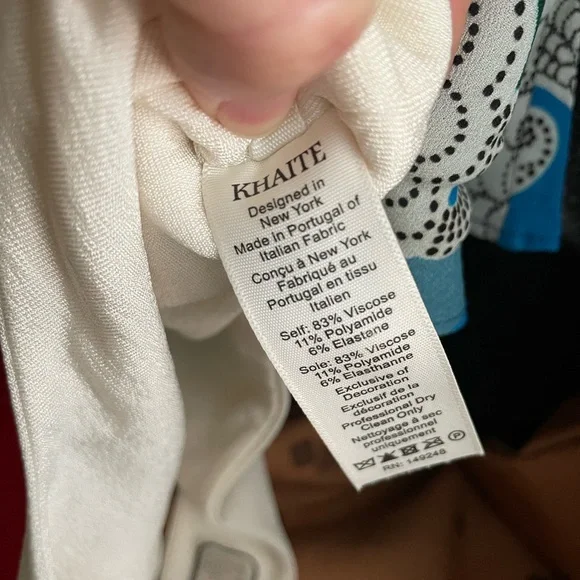 KHAITE
Designed in
New York
Made in Portugal of
Italian Fabric
Conçu à New York
Fabriqué au
Portugal en tissu
Italien
Self: 83% Viscose
11% Polyamide
6% Elastane
Soie: 83% Viscose
11% Polyamide
6% Elasthanne
Exclusive of
Decoration
Exclusif de la
décoration
Professional Dry
Clean Only
Nettoyage à sec
professionnel
uniquement
P
RN: 149248